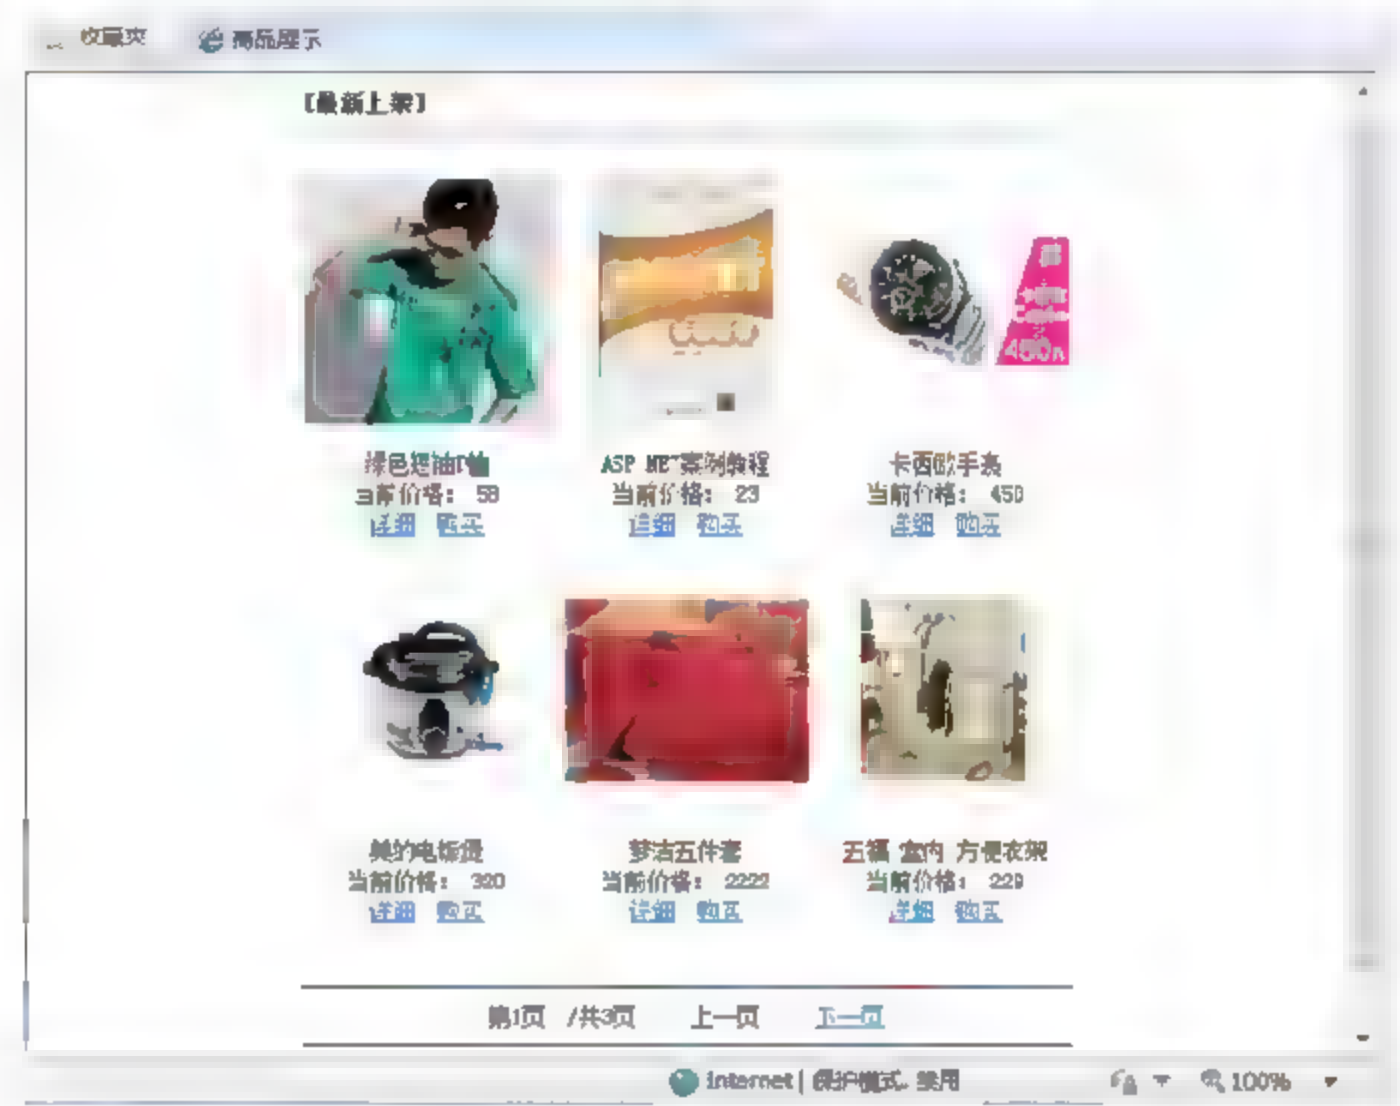 收藏夹 商品展示
【最新上架】
450
绿色短袖T恤 ASP NET案例教程 卡西欧手表
当前价格： 58 当前价格： 23 当前价格： 450
详细 购买 详细 购买 详细 购买
美的电饭煲 梦洁五件套 五福 室内 方便衣架
当前价格： 320 当前价格： 2222 当前价格： 229
详细 购买 详细 购买 详细 购买
第1页 /共3页 上一页 下一页
Internet | 保护模式: 禁用 100%